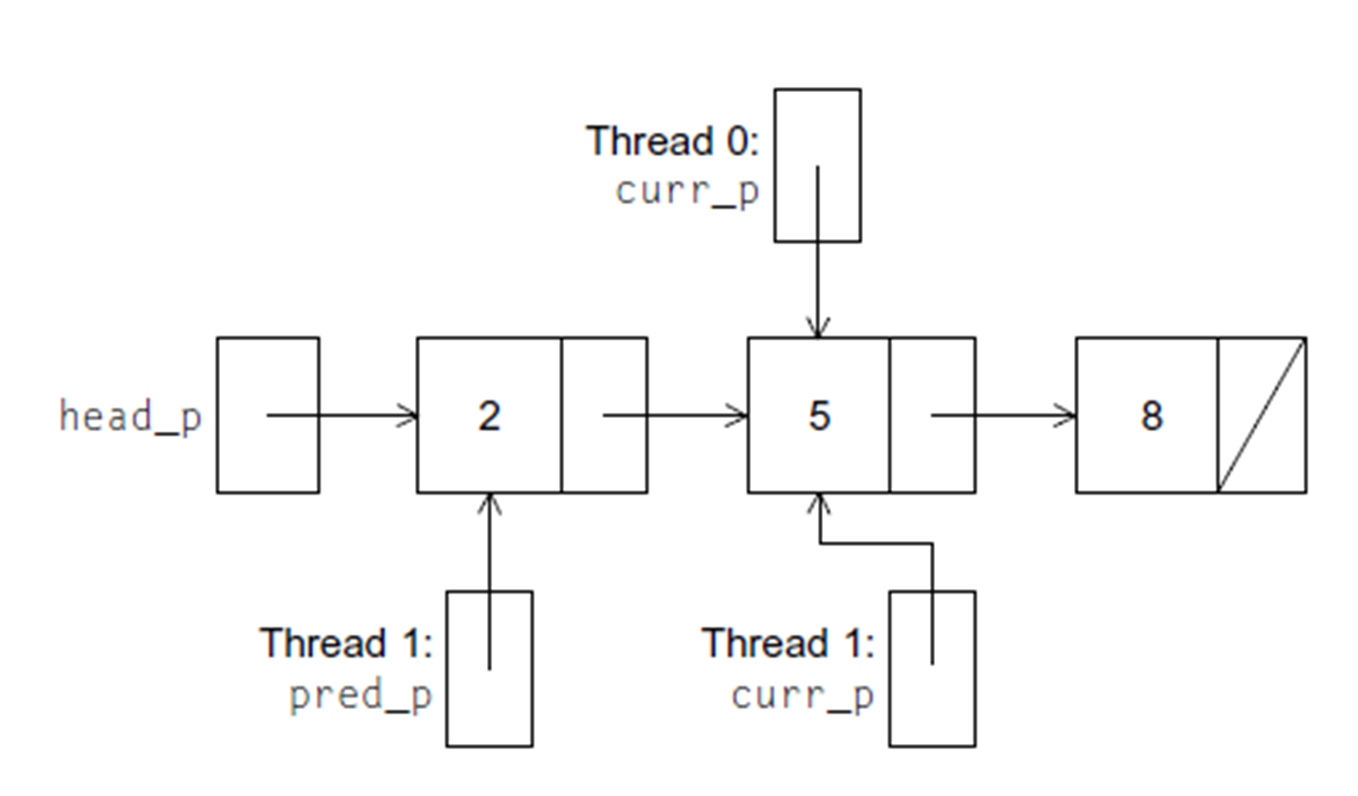 Thread 0:
curr_p
head_p
2
5
8
Thread 1:
pred_p
Thread 1:
curr_p